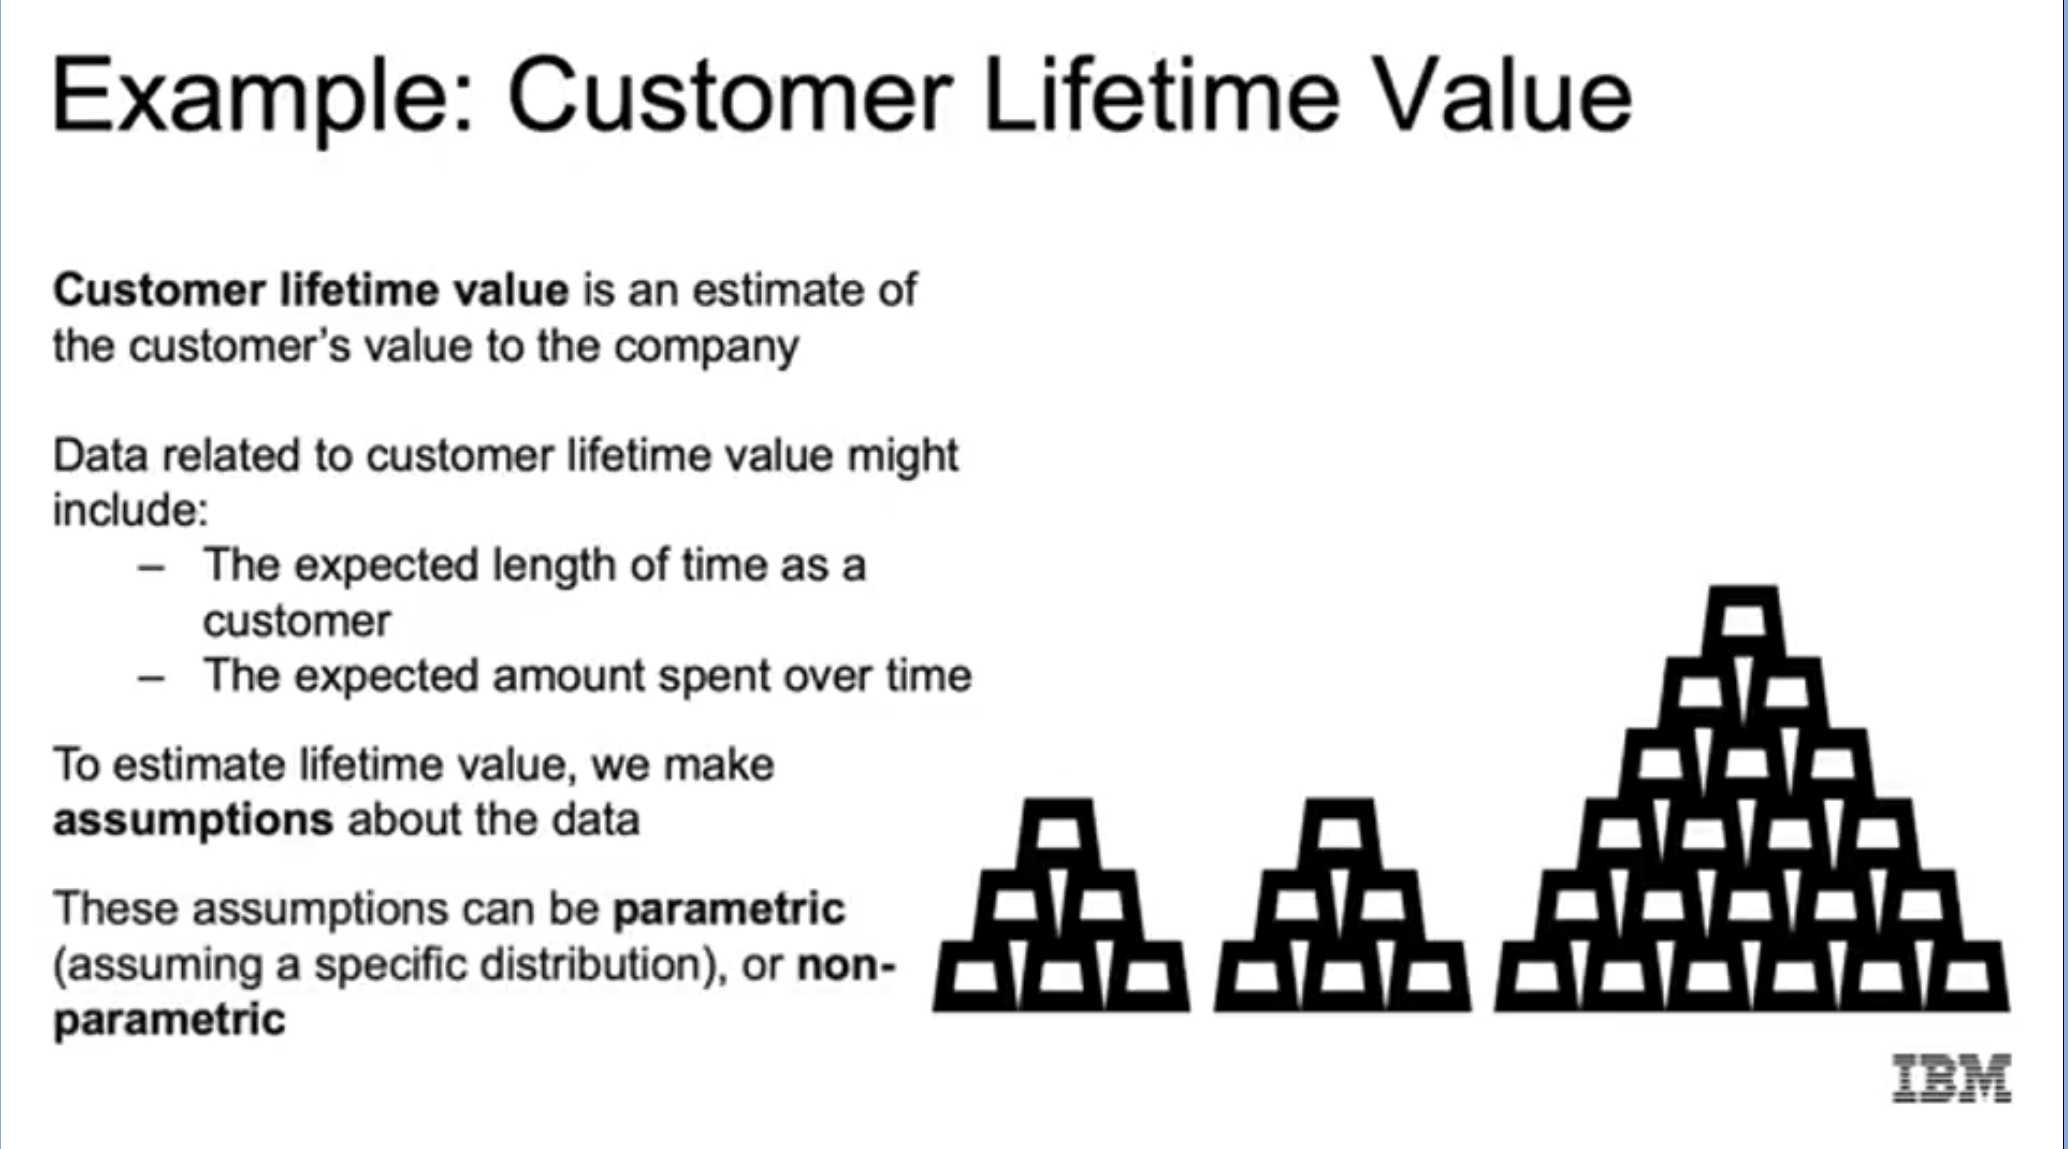 Example: Customer Lifetime Value
Customer lifetime value is an estimate of
the customer’s value to the company
Data related to customer lifetime value might
include:
– The expected length of time as a
customer
– The expected amount spent over time
To estimate lifetime value, we make
assumptions about the data
These assumptions can be parametric
(assuming a specific distribution), or non-
parametric
IBM